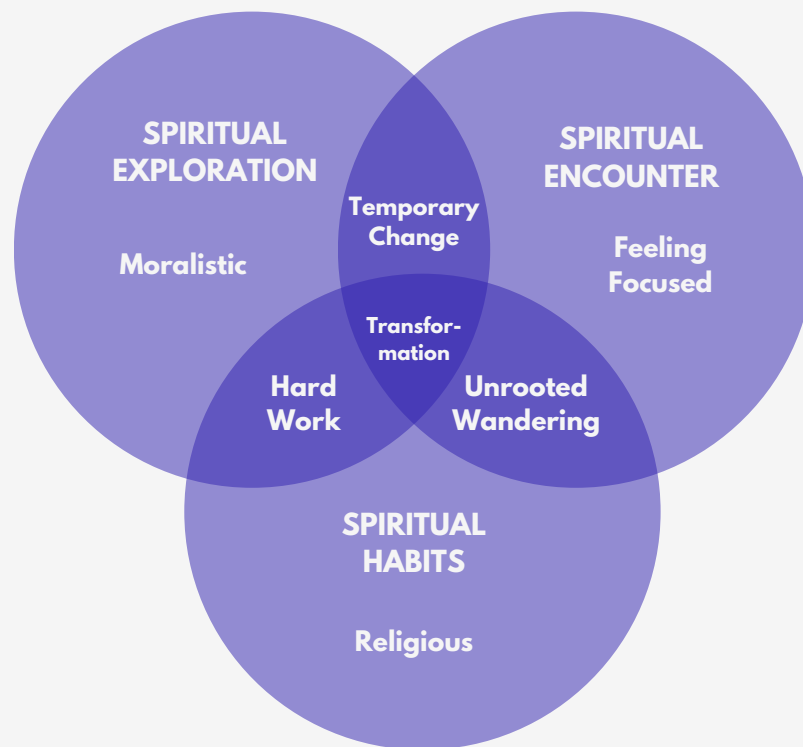 SPIRITUAL
EXPLORATION
Moralistic
SPIRITUAL
ENCOUNTER
Feeling
Focused
Temporary
Change
Transfor-
mation
Hard
Work
Unrooted
Wandering
SPIRITUAL
HABITS
Religious